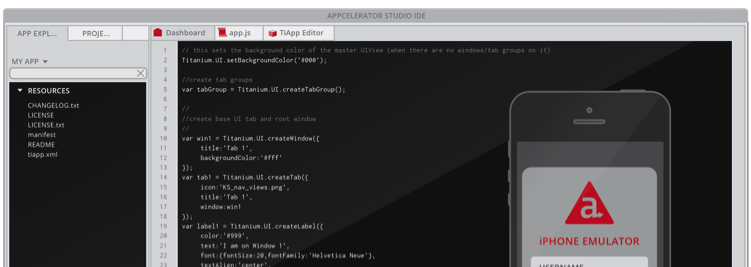 APPCELERATOR STUDIO IDE
APP EXPL...
PROJE...
Dashboard
app.js
TiApp Editor
MY APP
RESOURCES
CHANGELOG.txt
LICENSE
LICENSE.txt
manifest
README
tiapp.xml
1 // this sets the background color of the master UIView (when there are no windows/tab groups on it)
2 Titanium.UI.setBackgroundColor('#000');
3
4 //create tab groups
5 var tabGroup = Titanium.UI.createTabGroup();
6
7 //
8 //create base UI tab and root window
9 //
10 var win1 = Titanium.UI.createWindow({
11 title:'Tab 1',
12 backgroundColor:'#fff'
13 });
14 var tab1 = Titanium.UI.createTab({
15 icon:'KS_nav_views.png',
16 title:'Tab 1',
17 window:win1
18 });
19 var label1 = Titanium.UI.createLabel({
20 color:'#999',
21 text:'I am on Window 1',
22 font:{fontSize:20,fontFamily:'Helvetica Neue'},
23 textAlign:'center',
a
iPHONE EMULATOR
USERNAME